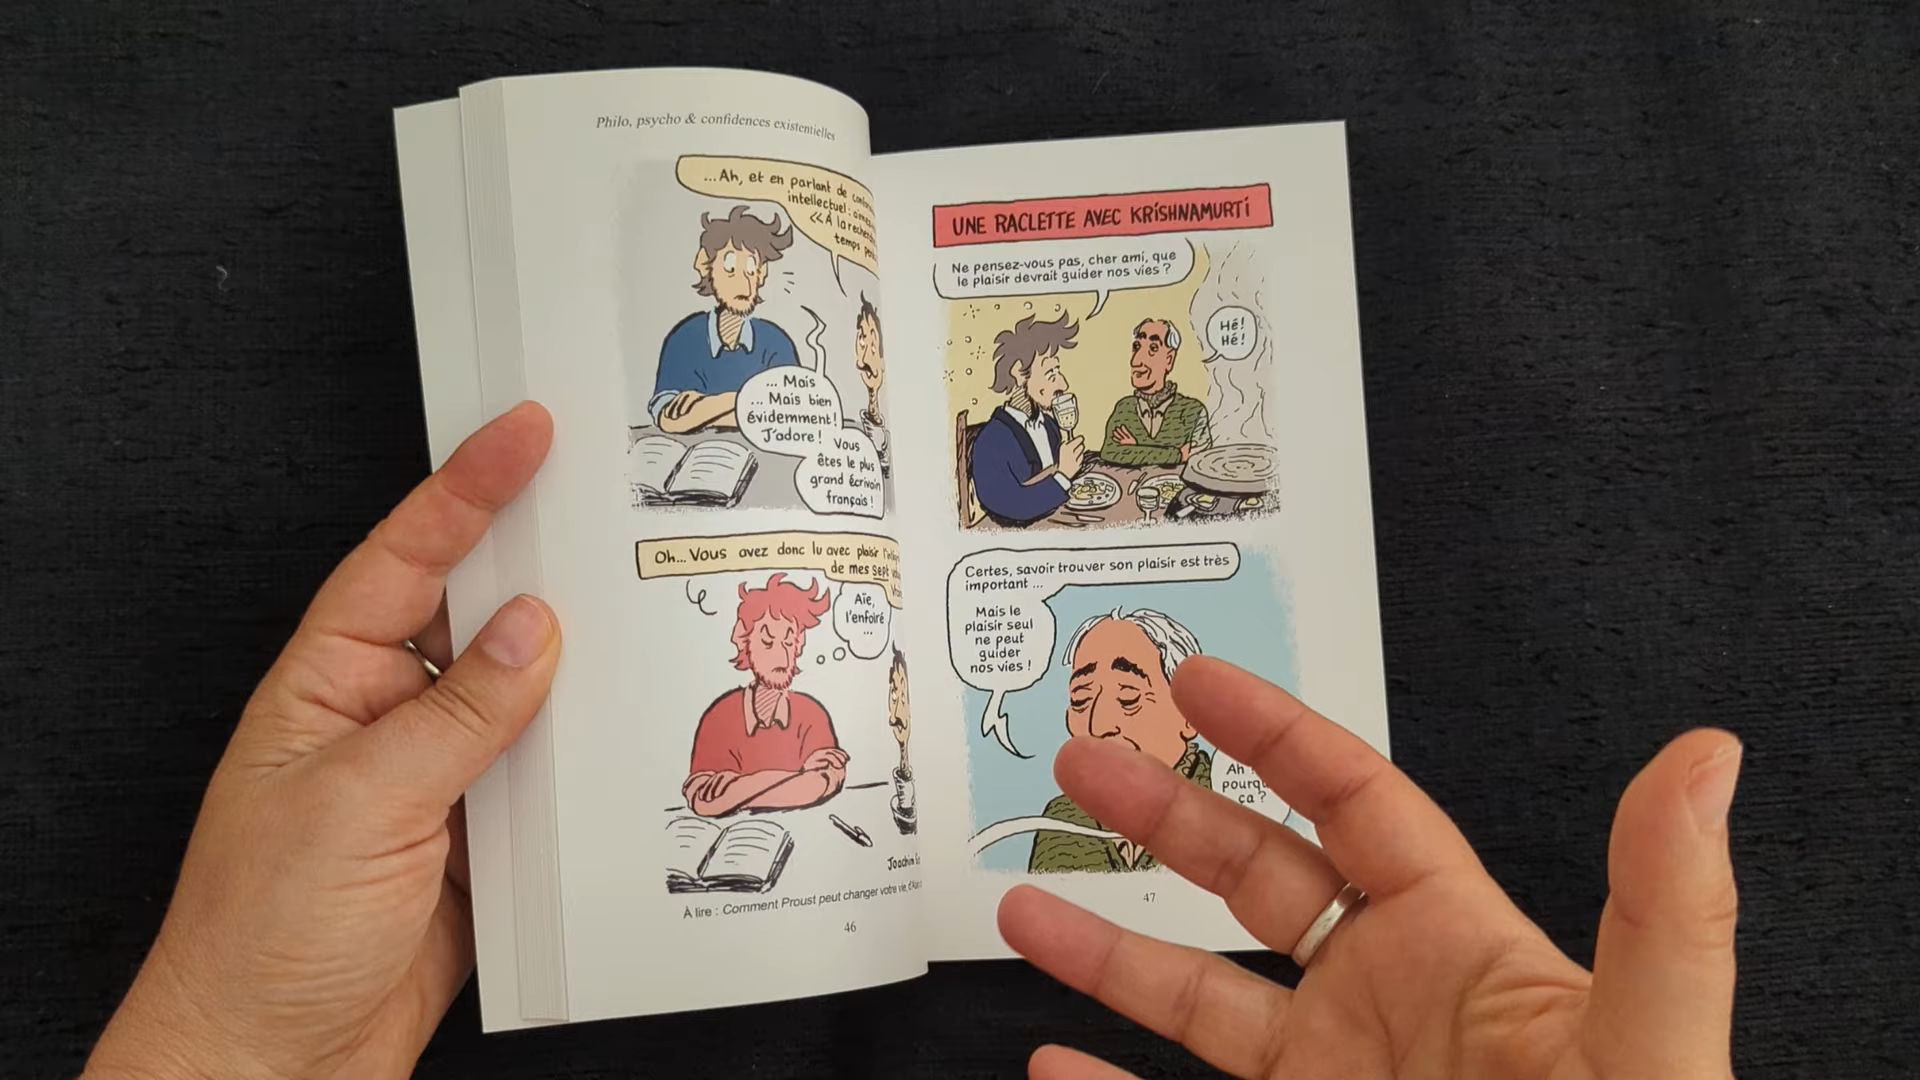 Philo, psycho & confidences existentielles
...Ah, et en parlant de
intellectuel :
«À la
temps
... Mais
... Mais bien
évidemment !
J'adore ! Vous
êtes le plus
grand écrivain
français !
Oh... Vous avez donc lu avec plaisir
de mes sept
Aïe,
l'enfoiré
...
Joachim
À lire : Comment Proust peut changer votre vie,
46
UNE RACLETTE AVEC KRiSHNAMURTi
Ne pensez-vous pas, cher ami, que
le plaisir devrait guider nos vies ?
Hé !
Hé !
Certes, savoir trouver son plaisir est très
important ...
Mais le
plaisir seul
ne peut
guider
nos vies !
Ah
ça ?
47